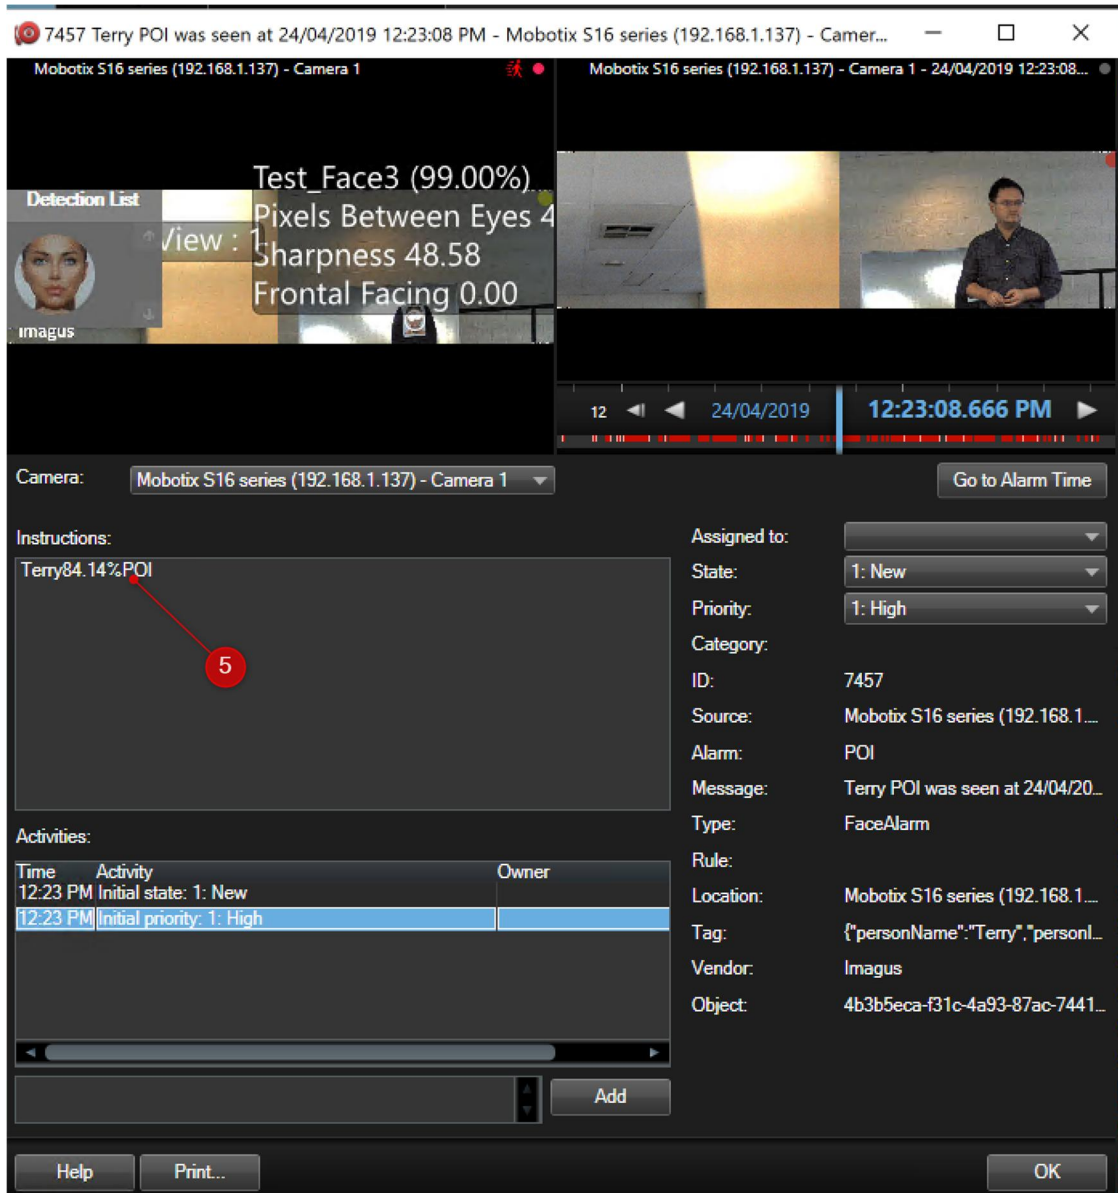 7457 Terry POI was seen at 24/04/2019 12:23:08 PM - Mobotix S16 series (192.168.1.137) - Camer...
Mobotix S16 series (192.168.1.137) - Camera 1
Mobotix S16 series (192.168.1.137) - Camera 1 - 24/04/2019 12:23:08...
Detection List
View : 1
Imagus
Test_Face3 (99.00%)
Pixels Between Eyes 4
Sharpness 48.58
Frontal Facing 0.00
12 24/04/2019 12:23:08.666 PM
Camera: Mobotix S16 series (192.168.1.137) - Camera 1
Go to Alarm Time
Instructions:
Terry84.14%POI
5
Activities:
Time Activity Owner
12:23 PM Initial state: 1: New
12:23 PM Initial priority: 1: High
Add
Assigned to:
State: 1: New
Priority: 1: High
Category:
ID: 7457
Source: Mobotix S16 series (192.168.1....
Alarm: POI
Message: Terry POI was seen at 24/04/20...
Type: FaceAlarm
Rule:
Location: Mobotix S16 series (192.168.1....
Tag: {"personName":"Terry","personI...
Vendor: Imagus
Object: 4b3b5eca-f31c-4a93-87ac-7441...
Help Print... OK